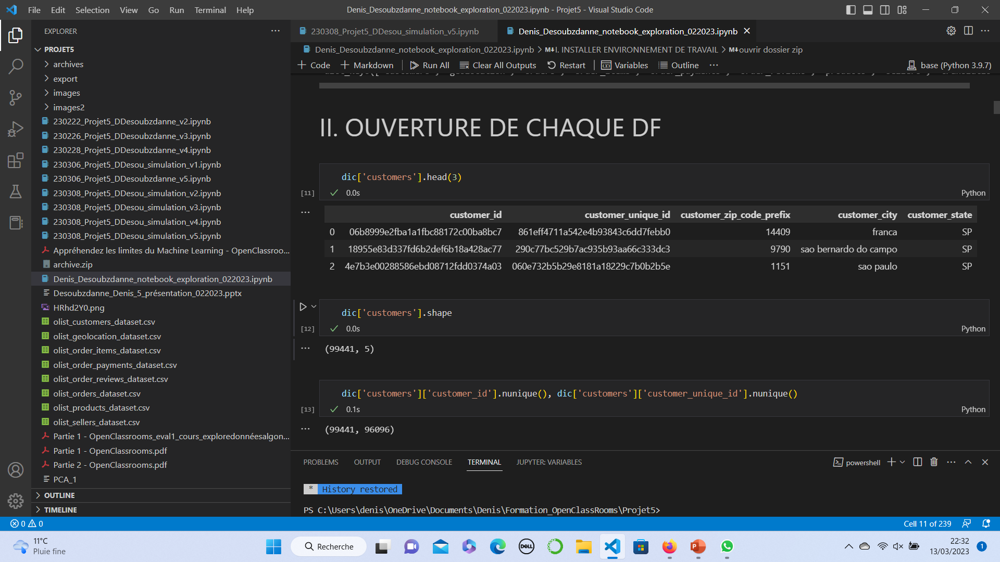 File Edit Selection View Go Run Terminal Help
Denis_Desoubzdanne_notebook_exploration_022023.ipynb - Projet5 - Visual Studio Code
EXPLORER
PROJET5
archives
export
images
images2
230222_Projet5_DDesoubzdanne_v2.ipynb
230226_Projet5_DDesoubzdanne_v3.ipynb
230228_Projet5_DDesoubzdanne_v4.ipynb
230306_Projet5_DDesou_simulation_v1.ipynb
230306_Projet5_DDesoubzdanne_v5.ipynb
230308_Projet5_DDesou_simulation_v2.ipynb
230308_Projet5_DDesou_simulation_v3.ipynb
230308_Projet5_DDesou_simulation_v4.ipynb
230308_Projet5_DDesou_simulation_v5.ipynb
Appréhendez les limites du Machine Learning - OpenClassroo...
archive.zip
Denis_Desoubzdanne_notebook_exploration_022023.ipynb
Desoubzdanne_Denis_5_présentation_022023.pptx
HRhd2Y0.png
olist_customers_dataset.csv
olist_geolocation_dataset.csv
olist_order_items_dataset.csv
olist_order_payments_dataset.csv
olist_order_reviews_dataset.csv
olist_orders_dataset.csv
olist_products_dataset.csv
olist_sellers_dataset.csv
Partie 1 - OpenClassrooms_eval1_cours_exploredonnéesalgon...
Partie 1 - OpenClassrooms.pdf
Partie 2 - OpenClassrooms.pdf
PCA_1
OUTLINE
TIMELINE
230308_Projet5_DDesou_simulation_v5.ipynb
Denis_Desoubzdanne_notebook_exploration_022023.ipynb
Denis_Desoubzdanne_notebook_exploration_022023.ipynb > M↓I. INSTALLER ENVIRONNEMENT DE TRAVAIL > M↓ouvrir dossier zip
+ Code + Markdown Run All Clear All Outputs Restart Variables Outline ... base (Python 3.9.7)
II. OUVERTURE DE CHAQUE DF
dic['customers'].head(3)
[11] 0.0s Python
customer_id customer_unique_id customer_zip_code_prefix customer_city customer_state
0 06b8999e2fba1a1fbc88172c00ba8bc7 861eff4711a542e4b93843c6dd7febb0 14409 franca SP
1 18955e83d337fd6b2def6b18a428ac77 290c77bc529b7ac935b93aa66c333dc3 9790 sao bernardo do campo SP
2 4e7b3e00288586ebd08712fdd0374a03 060e732b5b29e8181a18229c7b0b2b5e 1151 sao paulo SP
dic['customers'].shape
[12] 0.0s Python
(99441, 5)
dic['customers']['customer_id'].nunique(), dic['customers']['customer_unique_id'].nunique()
[13] 0.1s Python
(99441, 96096)
PROBLEMS OUTPUT DEBUG CONSOLE TERMINAL JUPYTER: VARIABLES
powershell
* History restored
PS C:\Users\denis\OneDrive\Documents\Denis\Formation_OpenClassRooms\Projet5>
0 0
Cell 11 of 239
11°C
Pluie fine
Recherche
DELL
22:32
13/03/2023
1